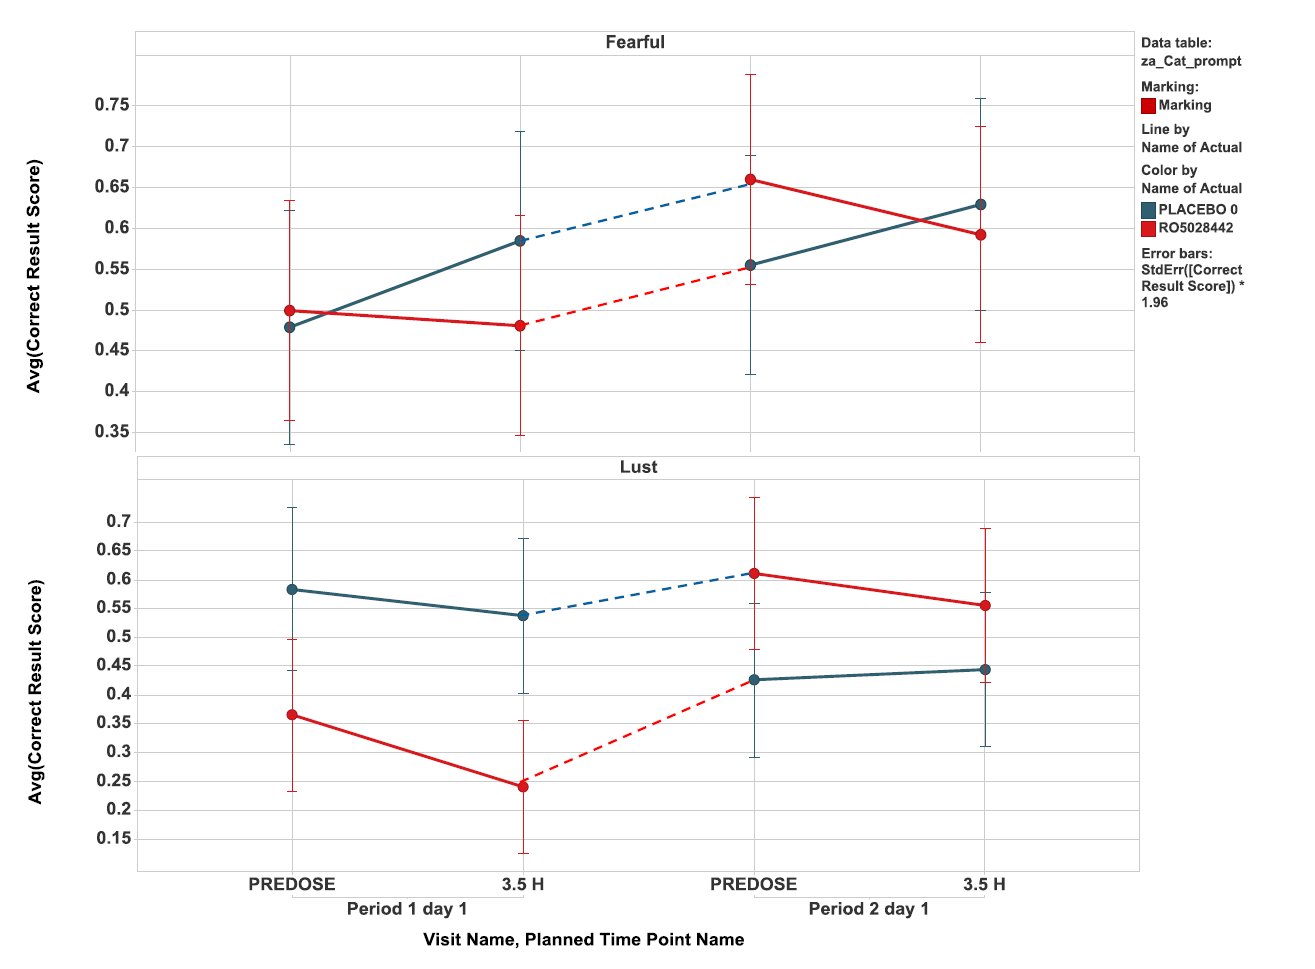 Fearful
Data table:
za_Cat_prompt
Marking:
Marking
Line by
Name of Actual
Color by
Name of Actual
PLACEBO 0
RO5028442
Error bars:
StdErr([Correct
Result Score]) *
1.96
Avg(Correct Result Score)
0.75
0.7
0.65
0.6
0.55
0.5
0.45
0.4
0.35
Lust
Avg(Correct Result Score)
0.7
0.65
0.6
0.55
0.5
0.45
0.4
0.35
0.3
0.25
0.2
0.15
PREDOSE 3.5 H PREDOSE 3.5 H
Period 1 day 1 Period 2 day 1
Visit Name, Planned Time Point Name